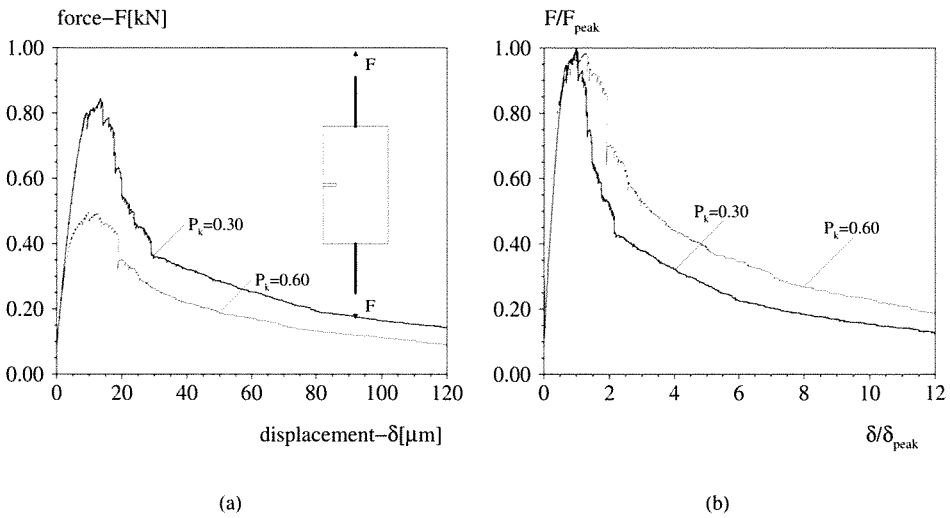 force–F[kN]
1.00
0.80
0.60
0.40
0.20
0.00
0 20 40 60 80 100 120
F
P_k=0.30
P_k=0.60
F
displacement–δ[μm]
(a)
F/F_peak
1.00
0.80
0.60
0.40
0.20
0.00
0 2 4 6 8 10 12
P_k=0.30
P_k=0.60
δ/δ_peak
(b)